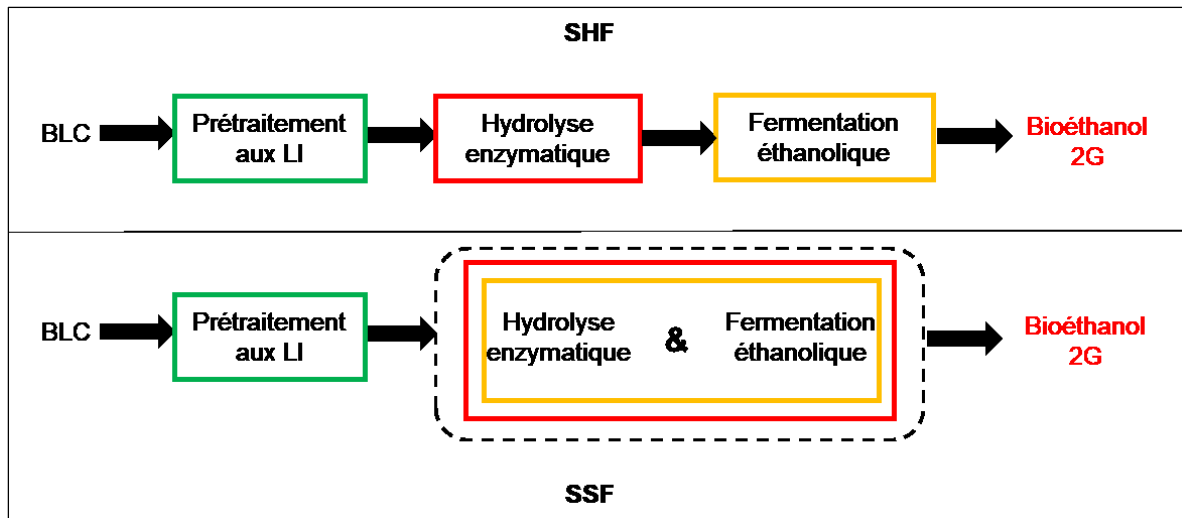 SHF
BLC
Prétraitement
aux LI
Hydrolyse
enzymatique
Fermentation
éthanolique
Bioéthanol
2G
BLC
Prétraitement
aux LI
Hydrolyse
enzymatique
&
Fermentation
éthanolique
Bioéthanol
2G
SSF